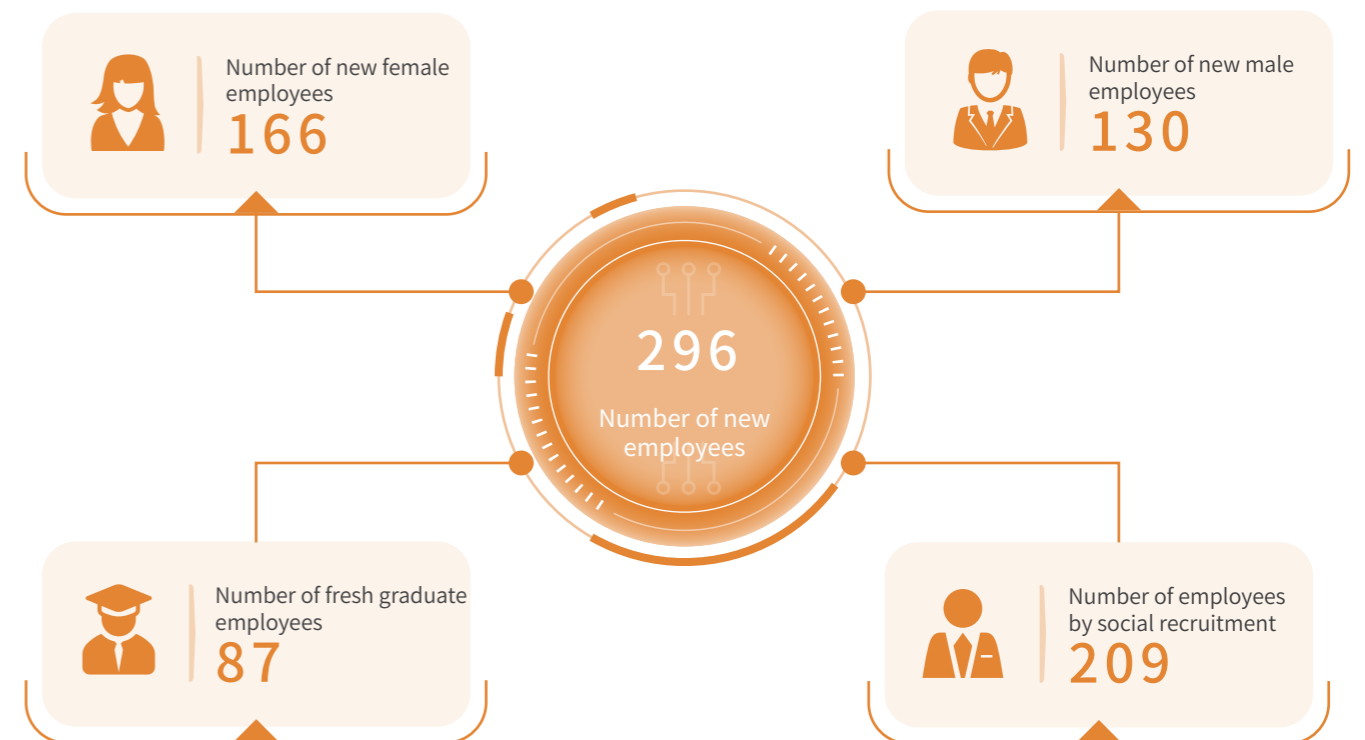 Number of new female
employees
166
Number of new male
employees
130
296
Number of new
employees
Number of fresh graduate
employees
87
Number of employees
by social recruitment
209